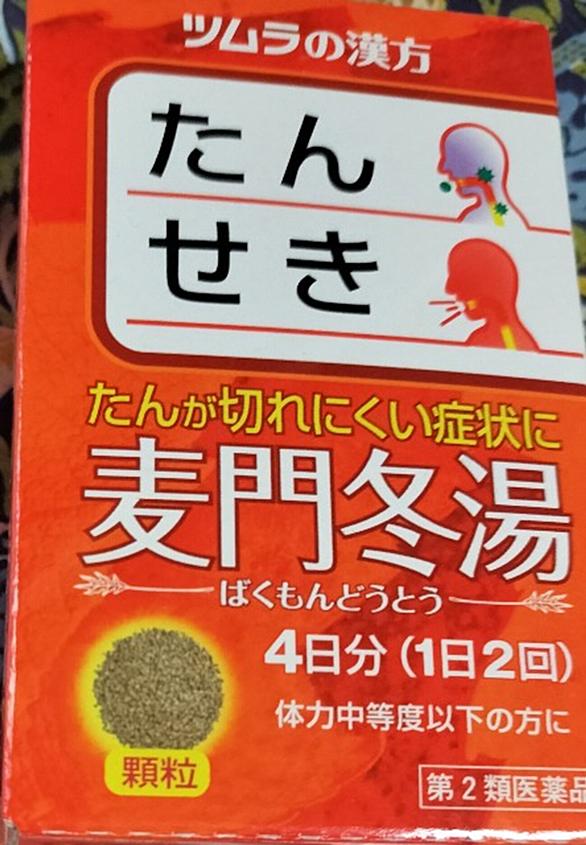 ツムラの漢方
たん
せき
たんが切れにくい症状に
麦門冬湯
ばくもんどうとう
4日分(1日2回)
体力中等度以下の方に
顆粒
第2類医薬品